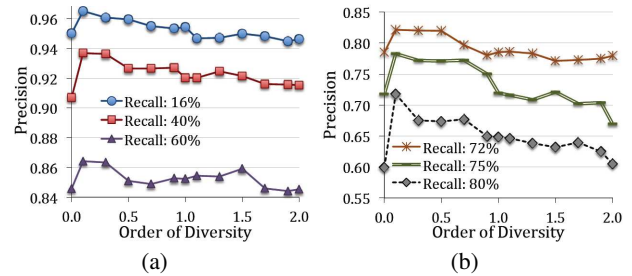 0.96
0.94
0.92
0.90
0.88
0.86
0.84
Precision
Recall: 16%
Recall: 40%
Recall: 60%
0.0 0.5 1.0 1.5 2.0
Order of Diversity
(a)
0.85
0.80
0.75
0.70
0.65
0.60
0.55
Precision
Recall: 72%
Recall: 75%
Recall: 80%
0.0 0.5 1.0 1.5 2.0
Order of Diversity
(b)